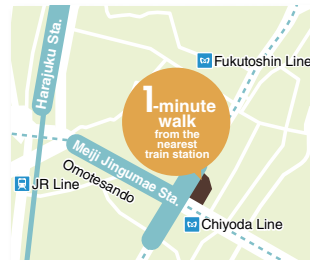 Harajuku Sta.
Fukutoshin Line
1-minute
walk
from the
nearest
train station
Meiji Jingumae Sta.
Omotesando
JR Line
Chiyoda Line